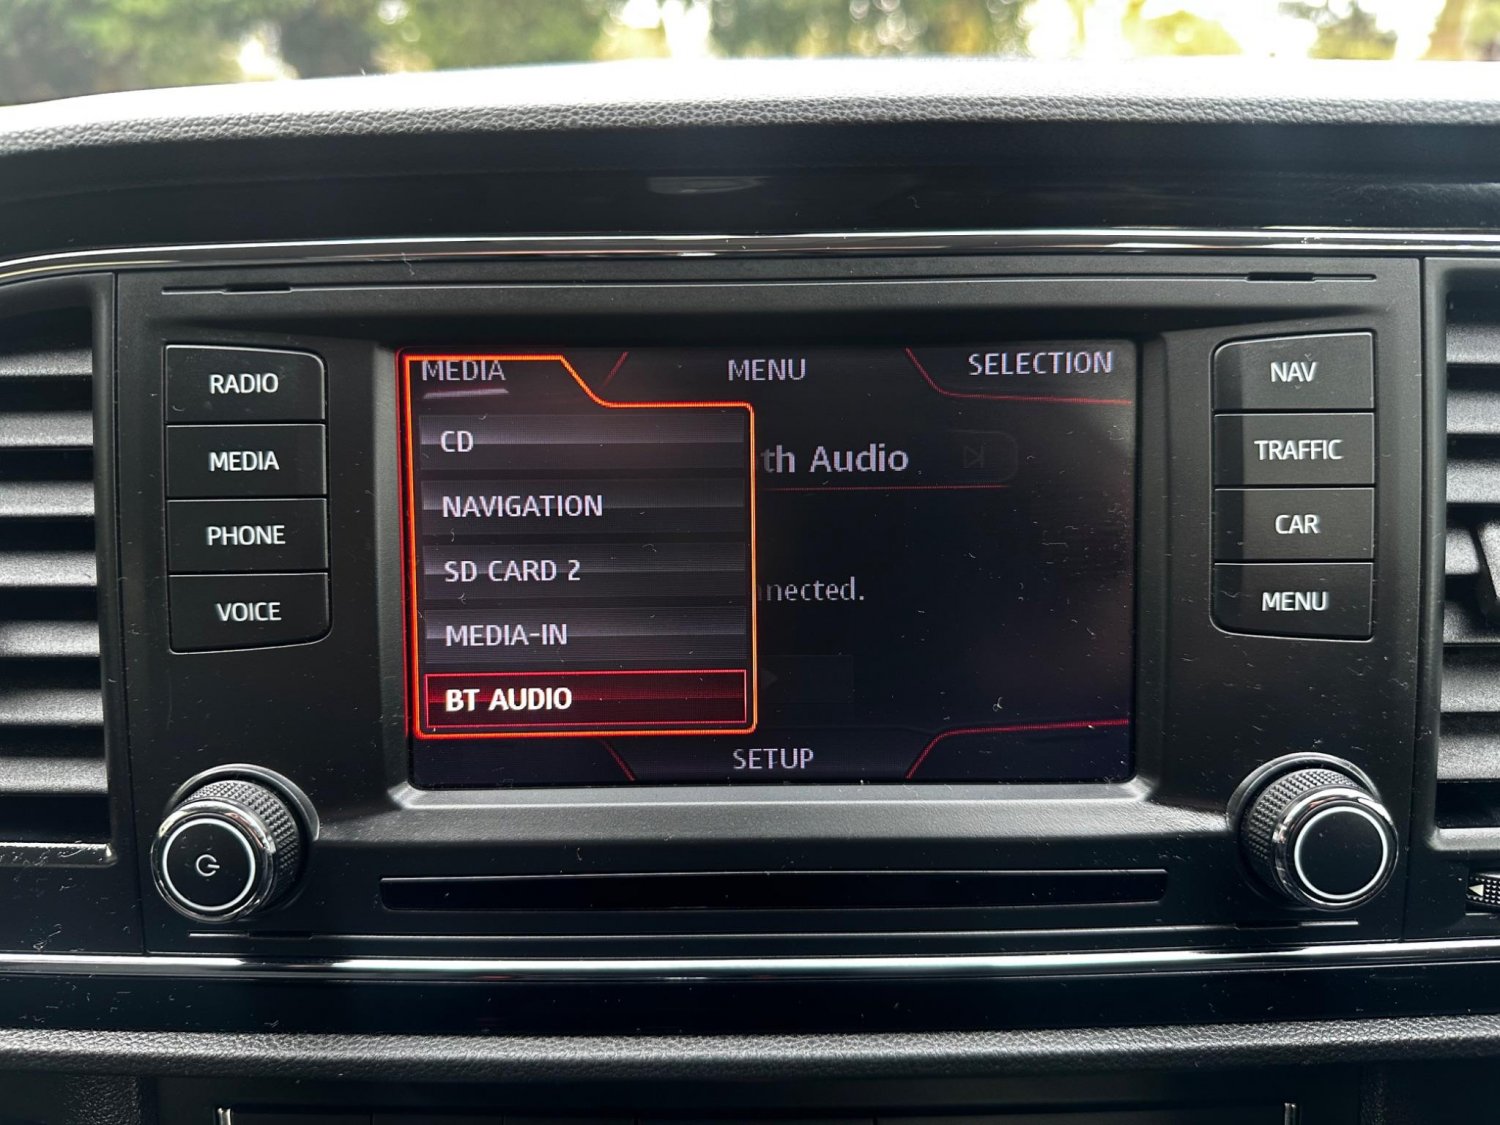 RADIO
MEDIA
PHONE
VOICE
MEDIA
MENU
SELECTION
CD
NAVIGATION
SD CARD 2
MEDIA-IN
BT AUDIO
th Audio
nnected.
SETUP
NAV
TRAFFIC
CAR
MENU